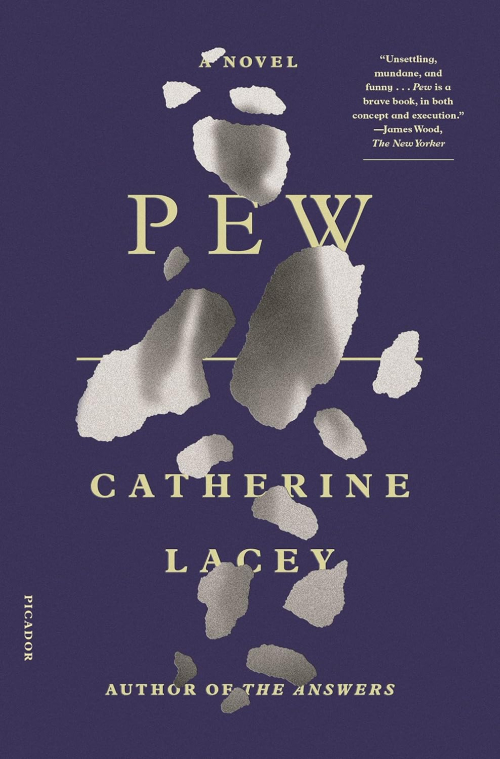 A NOVEL
“Unsettling,
mundane, and
funny . . . Pew is a
brave book, in both
concept and execution.”
—James Wood,
The New Yorker
PEW
CATHERINE
LACEY
PICADOR
AUTHOR OF THE ANSWERS